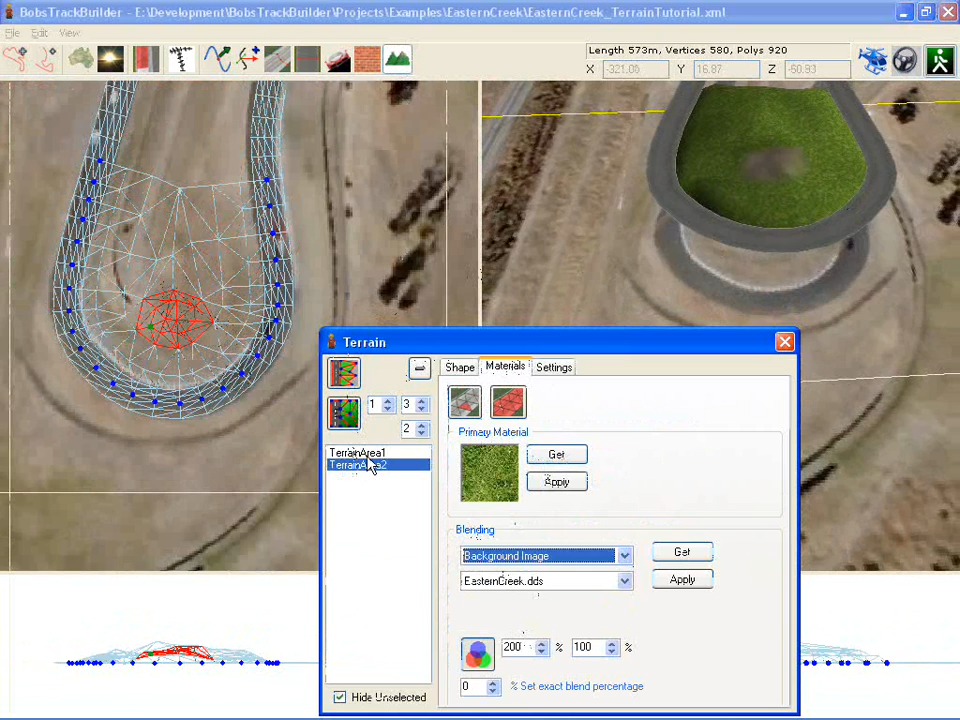 BobsTrackBuilder - E:\Development\BobsTrackBuilder\Projects\Examples\EasternCreek\EasternCreek_TerrainTutorial.xml
File Edit View
Length 573m, Vertices 580, Polys 920
X -321.05 Y 16.87 Z -50.93
Terrain
Shape Materials Settings
1 3
2
TerrainArea1
TerrainArea2
Primary Material
Get
Apply
Blending
Background Image Get
EasternCreek.dds Apply
200 % 100 %
0 % Set exact blend percentage
Hide Unselected